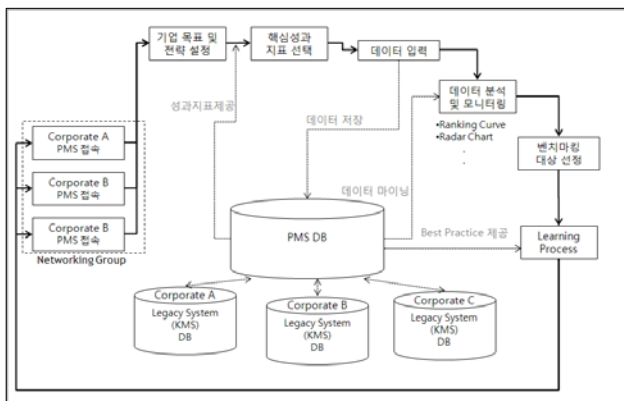 기업 목표 및
전략 설정
핵심성과
지표 선택
데이터 입력
성과지표제공
데이터 저장
데이터 분석
및 모니터링
•Ranking Curve
•Radar Chart
.
.
벤치마킹
대상 선정
Corporate A
PMS 접속
Corporate B
PMS 접속
Corporate B
PMS 접속
Networking Group
데이터 마이닝
PMS DB
Best Practice 제공
Learning
Process
Corporate A
Legacy System
(KMS)
DB
Corporate B
Legacy System
(KMS)
DB
Corporate C
Legacy System
(KMS)
DB